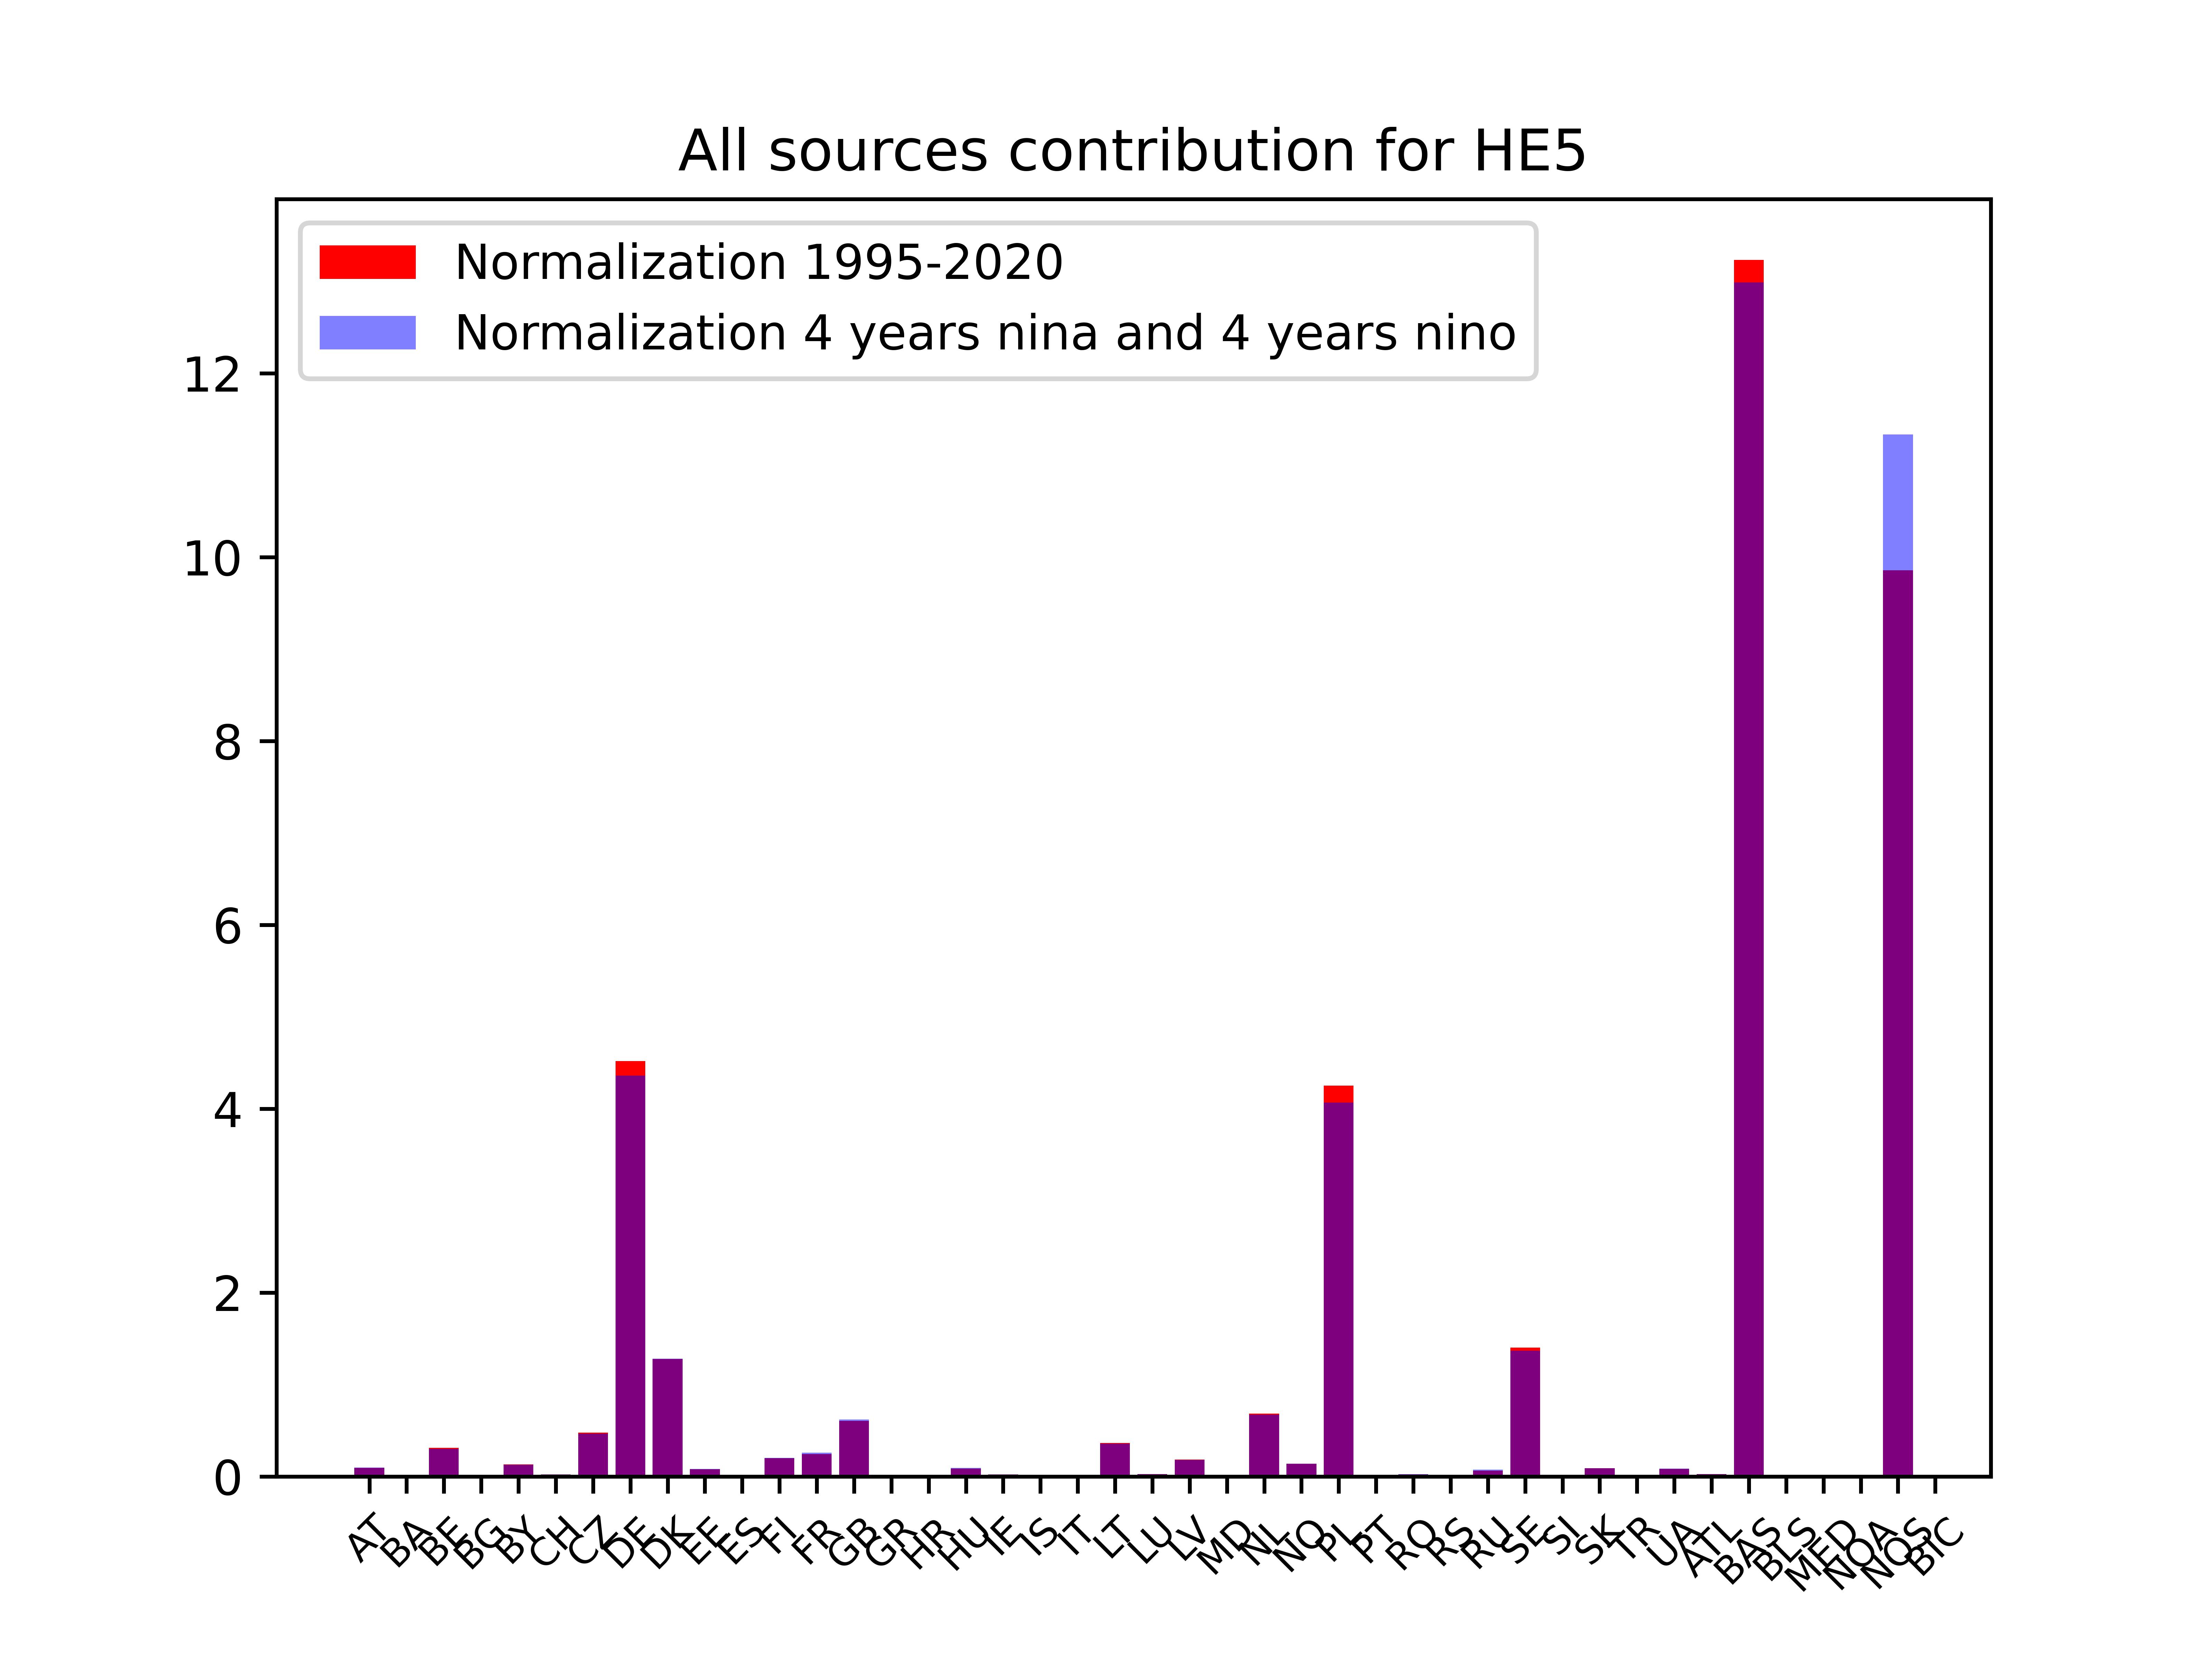 All sources contribution for HE5
Normalization 1995-2020
Normalization 4 years nina and 4 years nino
12
10
8
6
4
2
0
AT
BA
BE
BG
BY
CH
CZ
DE
DK
EE
ES
FI
FR
GB
GR
HR
HU
IE
IS
IT
LT
LU
LV
MD
NL
NO
PL
PT
RO
RS
RU
SE
SI
SK
TR
UA
ATL
BAS
BLS
MED
NOA
NOS
BIC